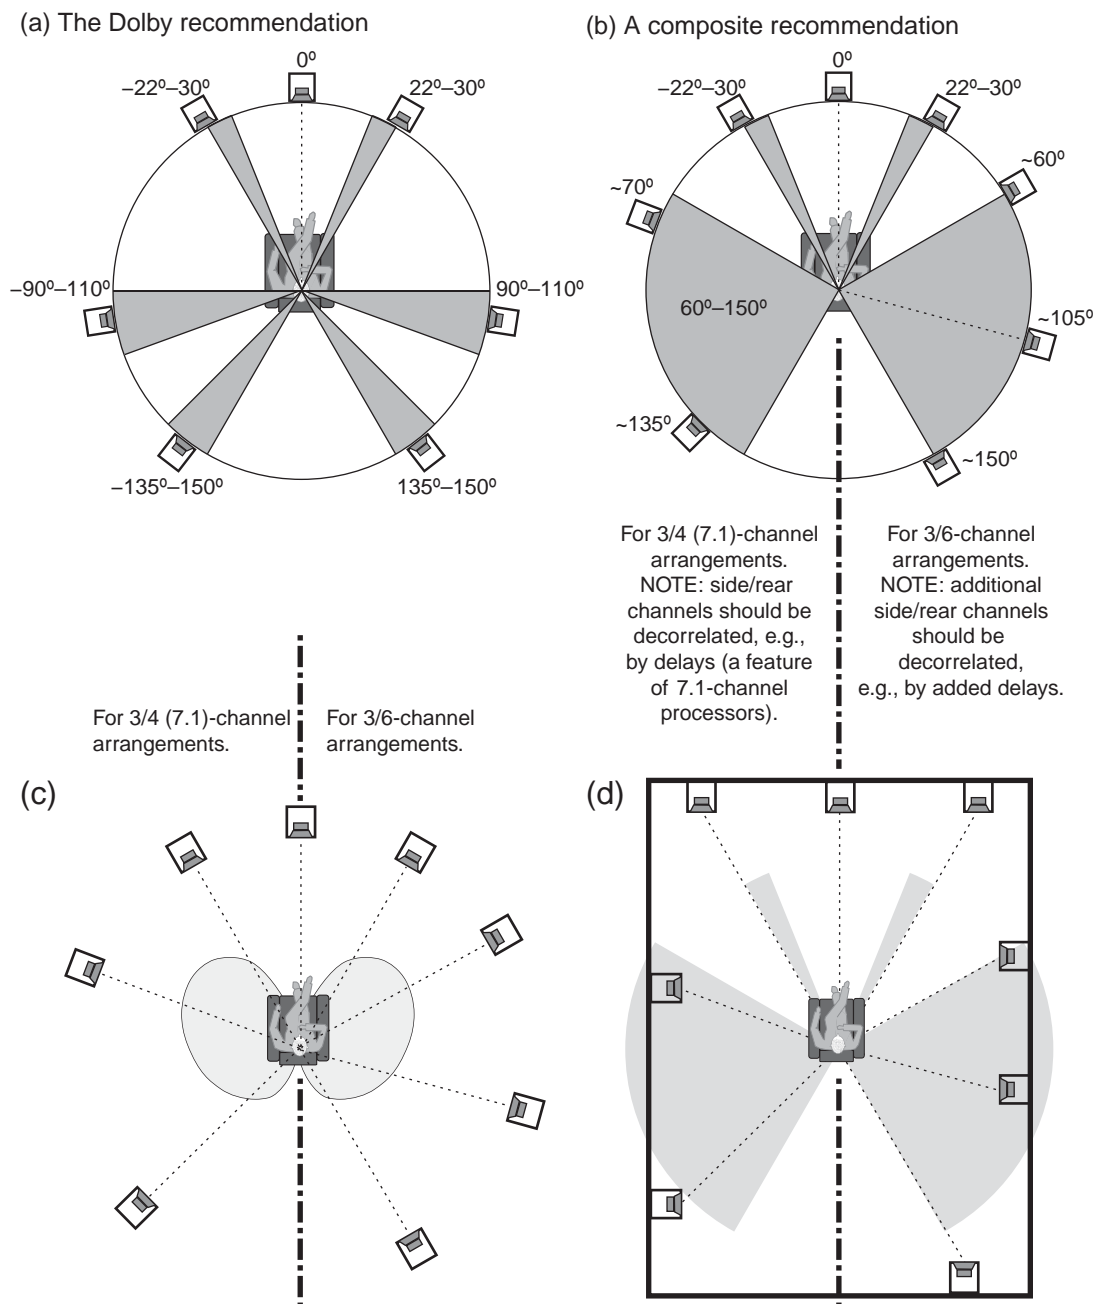 (a) The Dolby recommendation
0º
–22º–30º
22º–30º
–90º–110º
90º–110º
–135º–150º
135º–150º
(b) A composite recommendation
0º
–22º–30º
22º–30º
~60º
~70º
60º–150º
~105º
~135º
~150º
For 3/4 (7.1)-channel
arrangements.
NOTE: side/rear
channels should be
decorrelated, e.g.,
by delays (a feature
of 7.1-channel
processors).
For 3/6-channel
arrangements.
NOTE: additional
side/rear channels
should be
decorrelated,
e.g., by added delays.
For 3/4 (7.1)-channel
arrangements.
For 3/6-channel
arrangements.
(c)
(d)